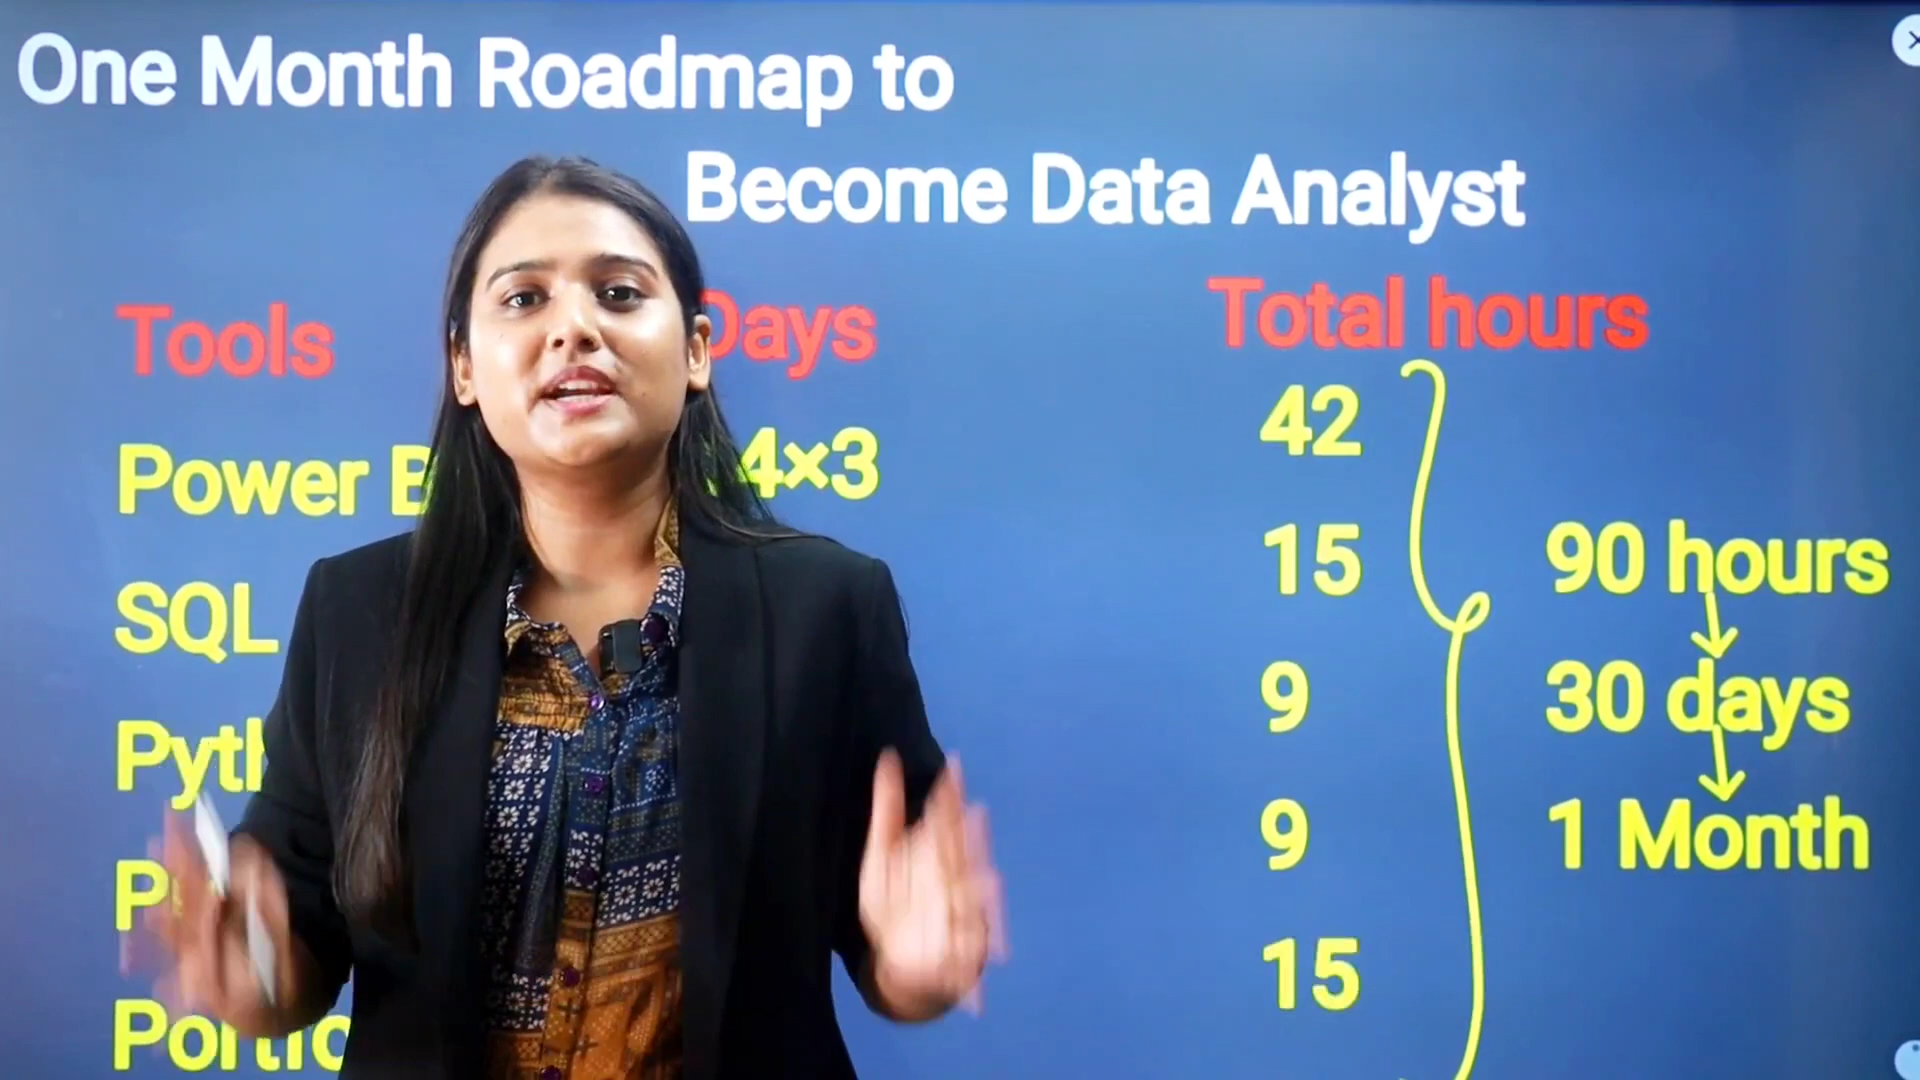 One Month Roadmap to
Become Data Analyst
Tools Days Total hours
Power 4×3 42
SQL 15 90 hours
9 30 days
9 1 Month
15